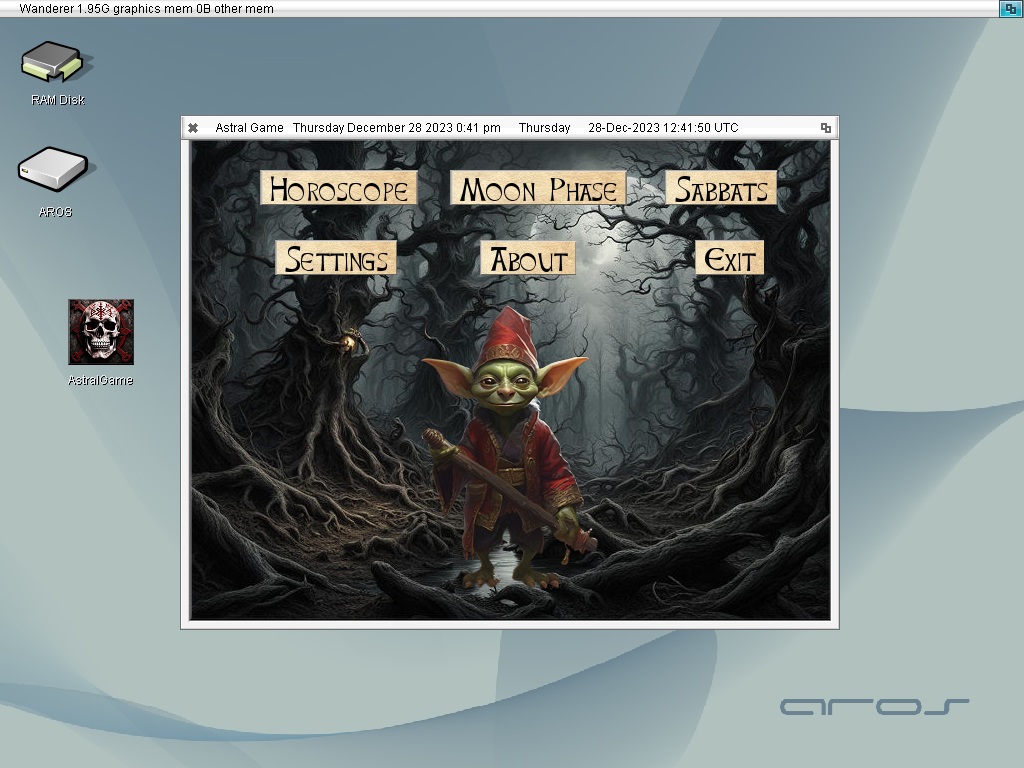 Wanderer 1.95G graphics mem 0B other mem
RAM Disk
Astral Game Thursday December 28 2023 0:41 pm Thursday 28-Dec-2023 12:41:50 UTC
HOROSCOPE MOON PHASE SABBATS
AROS
SETTINGS ABOUT EXIT
AstralGame
aros